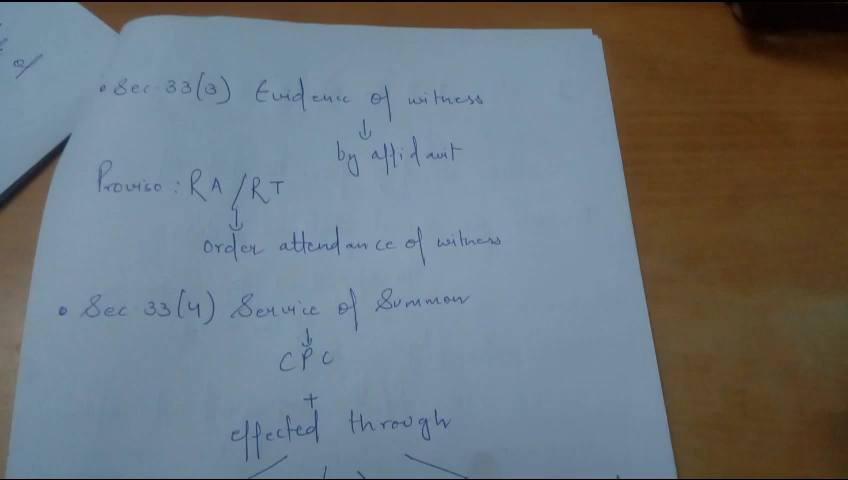 • Sec 33(3) Evidence of witness
↓
by affidavit
Proviso : RA / RT
↓
order attendance of witness
• Sec 33(4) Service of Summon
↓
CPC
+
effected through